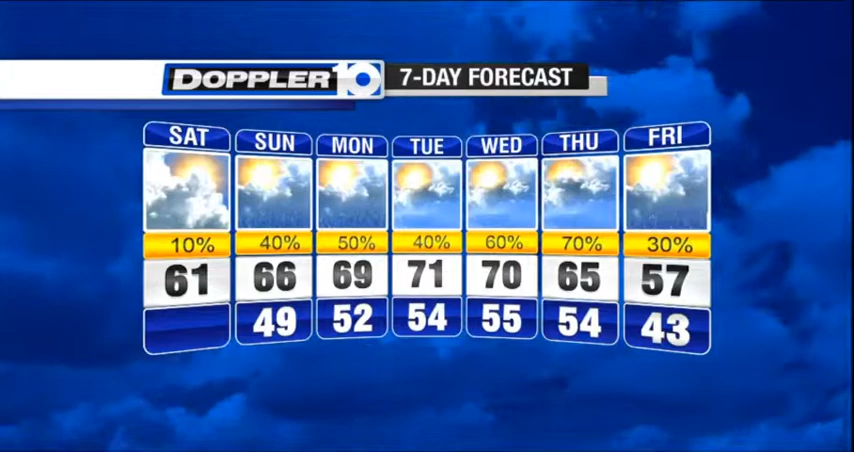 DOPPLER 10 7-DAY FORECAST
SAT SUN MON TUE WED THU FRI
10% 40% 50% 40% 60% 70% 30%
61 66 69 71 70 65 57
49 52 54 55 54 43